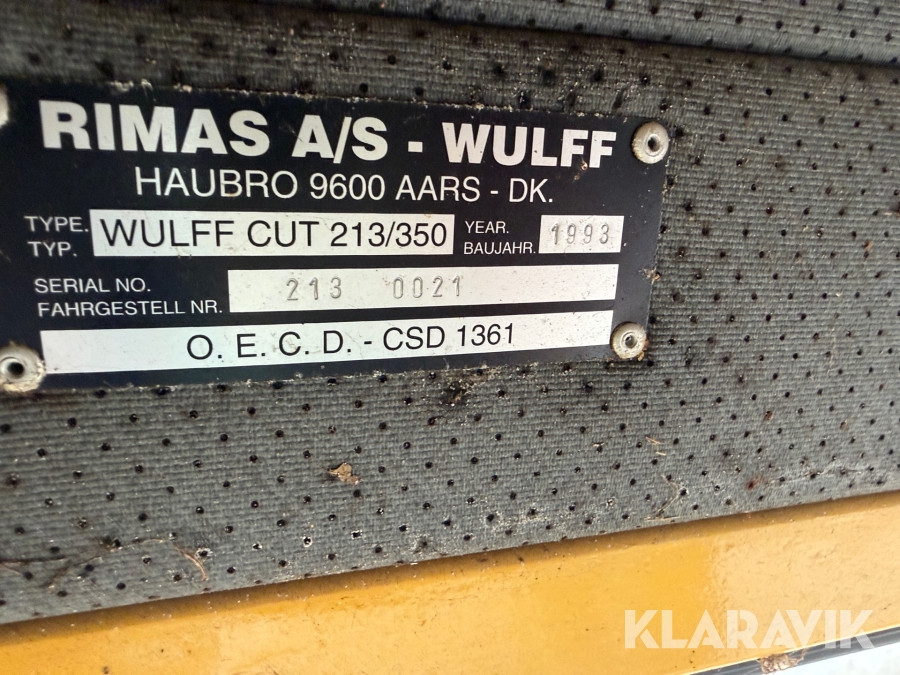 RIMAS A/S - WULFF
HAUBRO 9600 AARS - DK.
TYPE. WULFF CUT 213/350 YEAR. 1993
TYP. BAUJAHR.
SERIAL NO. 213 0021
FAHRGESTELL NR.
O. E. C. D. - CSD 1361
KLARAVIK